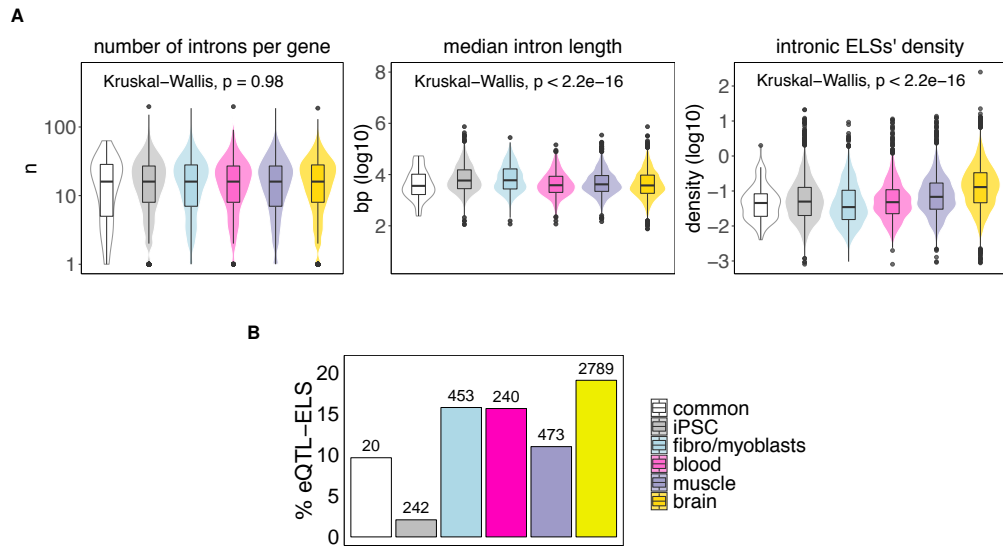 A
number of introns per gene
median intron length
intronic ELSs' density
Kruskal−Wallis, p = 0.98
Kruskal−Wallis, p < 2.2e−16
Kruskal−Wallis, p < 2.2e−16
n
100
10
1
bp (log10)
8
6
4
2
density (log10)
2
1
0
−1
−2
−3
B
% eQTL−ELS
20
15
10
5
0
20
242
453
240
473
2789
common
iPSC
fibro/myoblasts
blood
muscle
brain